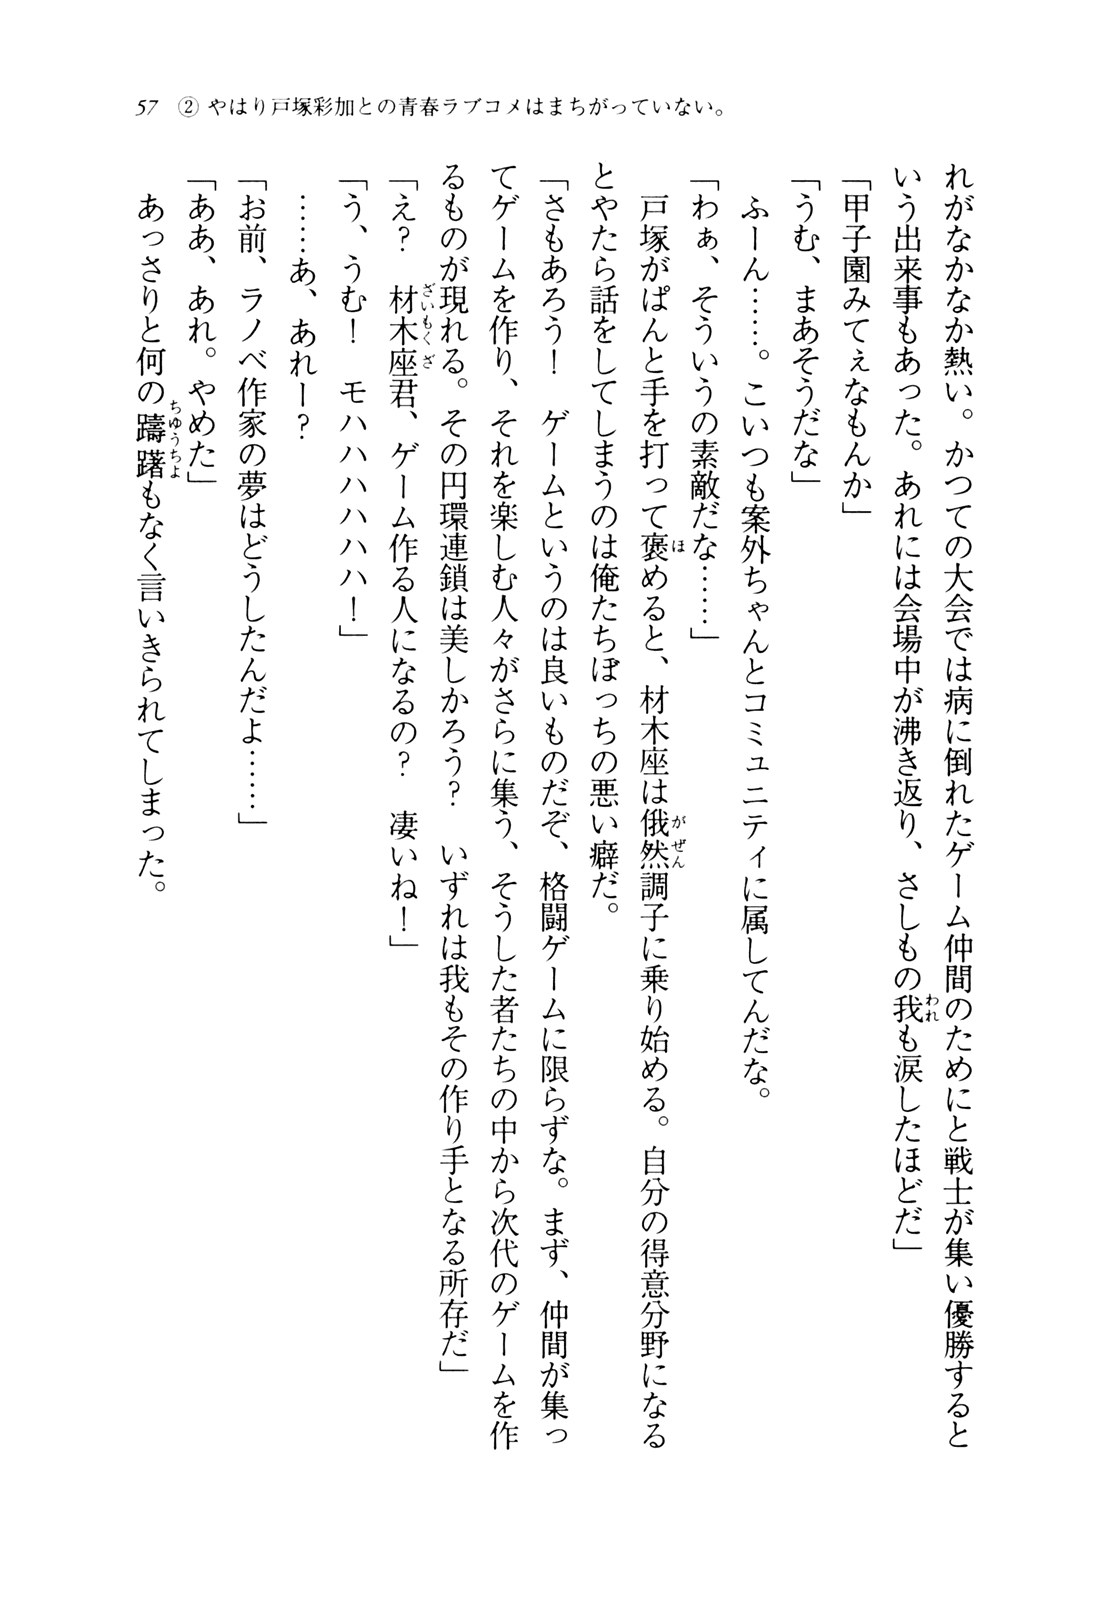 57 ② やはり戸塚彩加との青春ラブコメはまちがっていない。
れがなかなか熱い。かつての大会では病に倒れたゲーム仲間のためにと戦士が集い優勝すると
いう出来事もあった。あれには会場中が沸き返り、さしもの我も涙したほどだ」
「甲子園みてぇなもんか」
「うむ、まあそうだな」
ふーん……。こいつも案外ちゃんとコミュニティに属してんだな。
「わぁ、そういうの素敵だな……」
戸塚がぱんと手を打って褒めると、材木座は俄然調子に乗り始める。自分の得意分野になる
とやたら話をしてしまうのは俺たちぼっちの悪い癖だ。
「さもあろう！　ゲームというのは良いものだぞ、格闘ゲームに限らずな。まず、仲間が集っ
てゲームを作り、それを楽しむ人々がさらに集う、そうした者たちの中から次代のゲームを作
るものが現れる。その円環連鎖は美しかろう？　いずれは我もその作り手となる所存だ」
「え？　材木座君、ゲーム作る人になるの？　凄いね！」
「う、うむ！　モハハハハハ！」
……あ、あれー？
「お前、ラノベ作家の夢はどうしたんだよ……」
「ああ、あれ。やめた」
あっさりと何の躊躇もなく言いきられてしまった。